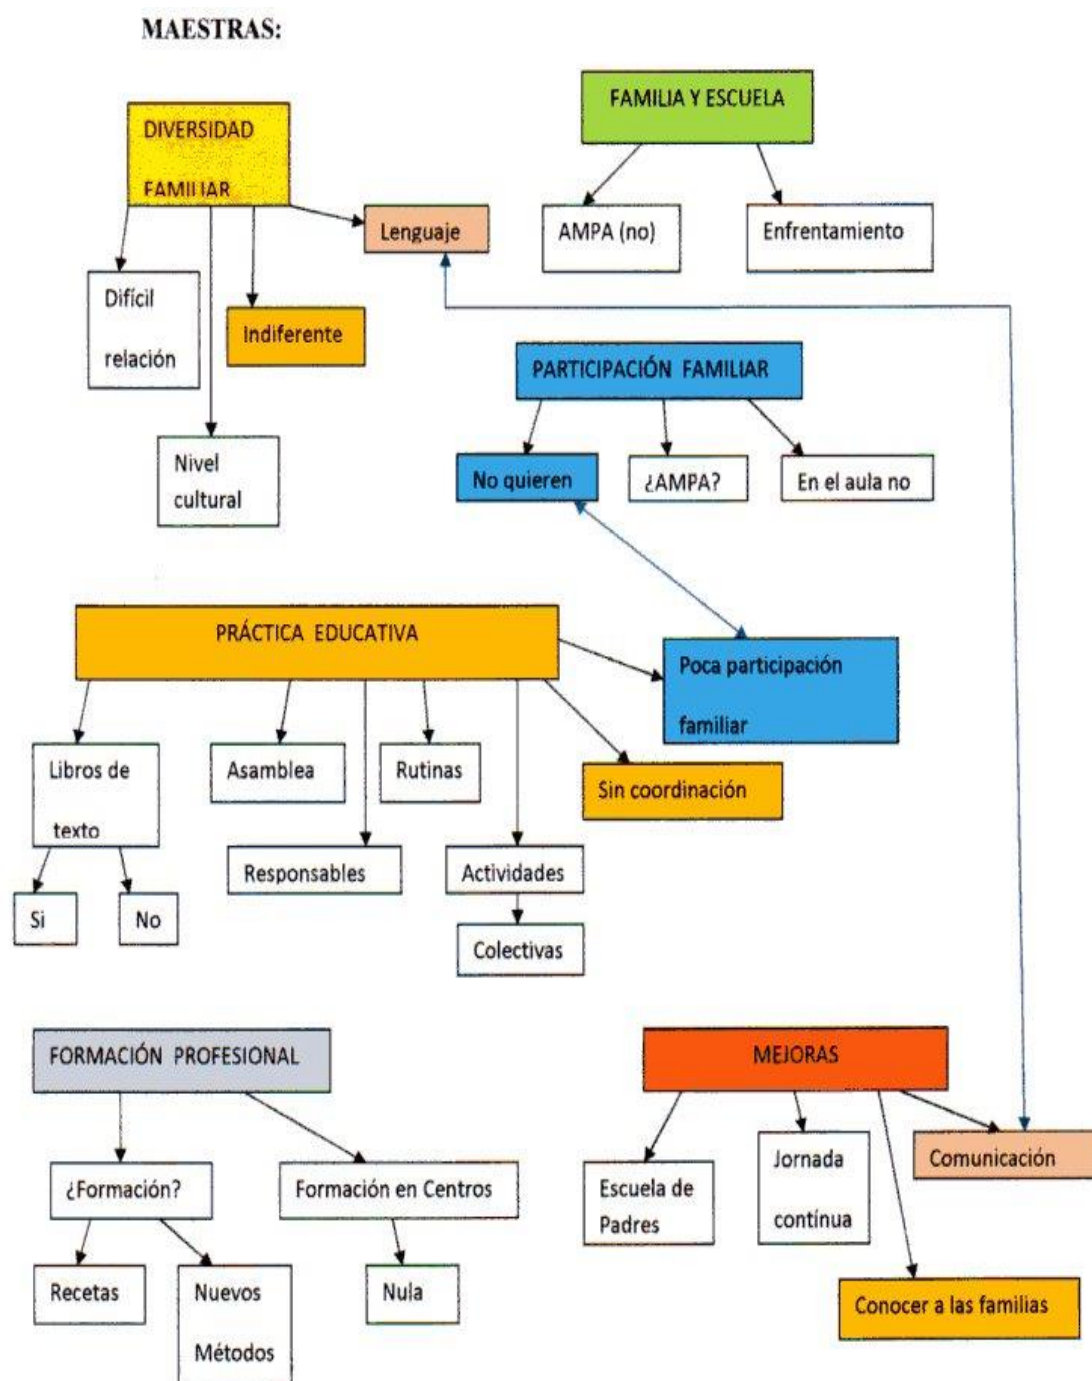 MAESTRAS:
DIVERSIDAD
FAMILIAR
FAMILIA Y ESCUELA
Lenguaje
AMPA (no)
Enfrentamiento
Difícil
relación
Indiferente
Nivel
cultural
PARTICIPACIÓN FAMILIAR
No quieren
¿AMPA?
En el aula no
PRÁCTICA EDUCATIVA
Poca participación
familiar
Libros de
texto
Asamblea
Rutinas
Sin coordinación
Responsables
Actividades
Si
No
Colectivas
FORMACIÓN PROFESIONAL
MEJORAS
¿Formación?
Formación en Centros
Escuela de
Padres
Jornada
contínua
Comunicación
Recetas
Nuevos
Métodos
Nula
Conocer a las familias